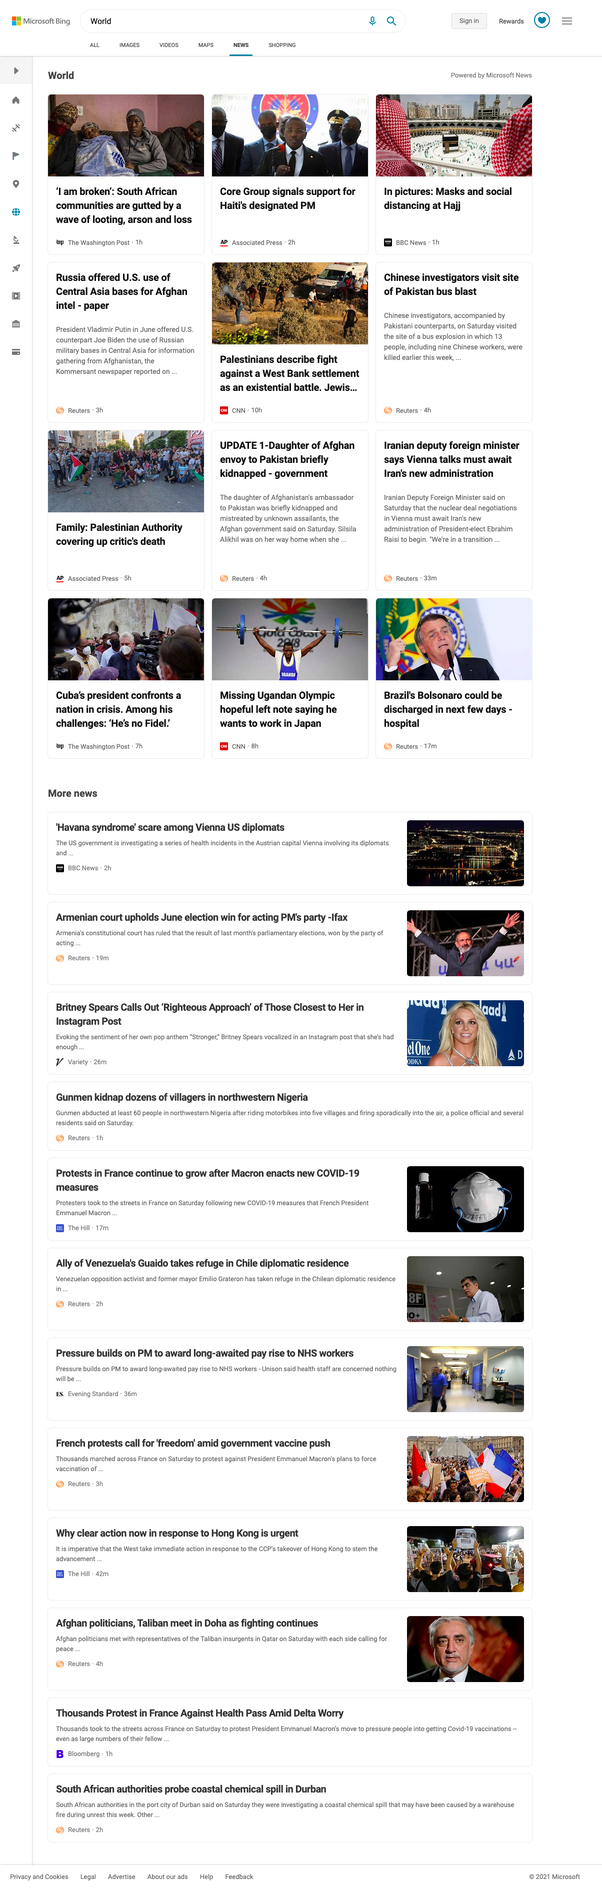 Microsoft Bing
World
Sign in
Rewards
ALL
IMAGES
VIDEOS
MAPS
NEWS
SHOPPING
World
Powered by Microsoft News
'I am broken': South African
communities are gutted by a
wave of looting, arson and loss
The Washington Post · 1h
Core Group signals support for
Haiti's designated PM
AP
Associated Press · 2h
In pictures: Masks and social
distancing at Hajj
BBC News · 1h
Russia offered U.S. use of
Central Asia bases for Afghan
intel - paper
President Vladimir Putin in June offered U.S.
counterpart Joe Biden the use of Russian
military bases in Central Asia for information
gathering from Afghanistan, the
Kommersant newspaper reported on ...
Reuters · 3h
Palestinians describe fight
against a West Bank settlement
as an existential battle. Jewis...
CNN · 10h
Chinese investigators visit site
of Pakistan bus blast
Chinese investigators, accompanied by
Pakistani counterparts, on Saturday visited
the site of a bus explosion in which 13
people, including nine Chinese workers, were
killed earlier this week, ...
Reuters · 4h
Family: Palestinian Authority
covering up critic's death
AP
Associated Press · 5h
UPDATE 1-Daughter of Afghan
envoy to Pakistan briefly
kidnapped - government
The daughter of Afghanistan's ambassador
to Pakistan was briefly kidnapped and
mistreated by unknown assailants, the
Afghan government said on Saturday. Silsila
Alikhil was on her way home when she ...
Reuters · 4h
Iranian deputy foreign minister
says Vienna talks must await
Iran's new administration
Iranian Deputy Foreign Minister said on
Saturday that the nuclear deal negotiations
in Vienna must await Iran's new
administration of President-elect Ebrahim
Raisi to begin. "We're in a transition ...
Reuters · 33m
Cuba's president confronts a
nation in crisis. Among his
challenges: 'He's no Fidel.'
The Washington Post · 7h
Gold Coast
2018
UGANDA
Missing Ugandan Olympic
hopeful left note saying he
wants to work in Japan
CNN · 8h
Brazil's Bolsonaro could be
discharged in next few days -
hospital
Reuters · 17m
More news
'Havana syndrome' scare among Vienna US diplomats
The US government is investigating a series of health incidents in the Austrian capital Vienna involving its diplomats
and ...
BBC News · 2h
Armenian court upholds June election win for acting PM's party -Ifax
Armenia's constitutional court has ruled that the result of last month's parliamentary elections, won by the party of
acting ...
Reuters · 19m
Britney Spears Calls Out 'Righteous Approach' of Those Closest to Her in
Instagram Post
Evoking the sentiment of her own pop anthem "Stronger," Britney Spears vocalized in an Instagram post that she's had
enough ...
V
Variety · 26m
Gunmen kidnap dozens of villagers in northwestern Nigeria
Gunmen abducted at least 60 people in northwestern Nigeria after riding motorbikes into five villages and firing sporadically into the air, a police official and several
residents said on Saturday.
Reuters · 1h
Protests in France continue to grow after Macron enacts new COVID-19
measures
Protesters took to the streets in France on Saturday following new COVID-19 measures that French President
Emmanuel Macron ...
The Hill · 17m
Ally of Venezuela's Guaido takes refuge in Chile diplomatic residence
Venezuelan opposition activist and former mayor Emilio Grateron has taken refuge in the Chilean diplomatic residence
in ...
Reuters · 2h
Pressure builds on PM to award long-awaited pay rise to NHS workers
Pressure builds on PM to award long-awaited pay rise to NHS workers - Unison said health staff are concerned nothing
will be ...
ES.
Evening Standard · 36m
French protests call for 'freedom' amid government vaccine push
Thousands marched across France on Saturday to protest against President Emmanuel Macron's plans to force
vaccination of ...
Reuters · 3h
Why clear action now in response to Hong Kong is urgent
It is imperative that the West take immediate action in response to the CCP's takeover of Hong Kong to stem the
advancement ...
The Hill · 42m
Afghan politicians, Taliban meet in Doha as fighting continues
Afghan politicians met with representatives of the Taliban insurgents in Qatar on Saturday with each side calling for
peace ...
Reuters · 4h
Thousands Protest in France Against Health Pass Amid Delta Worry
Thousands took to the streets across France on Saturday to protest President Emmanuel Macron's move to pressure people into getting Covid-19 vaccinations –
even as large numbers of their fellow ...
B
Bloomberg · 1h
South African authorities probe coastal chemical spill in Durban
South African authorities in the port city of Durban said on Saturday they were investigating a coastal chemical spill that may have been caused by a warehouse
fire during unrest this week. Other ...
Reuters · 2h
Privacy and Cookies
Legal
Advertise
About our ads
Help
Feedback
© 2021 Microsoft